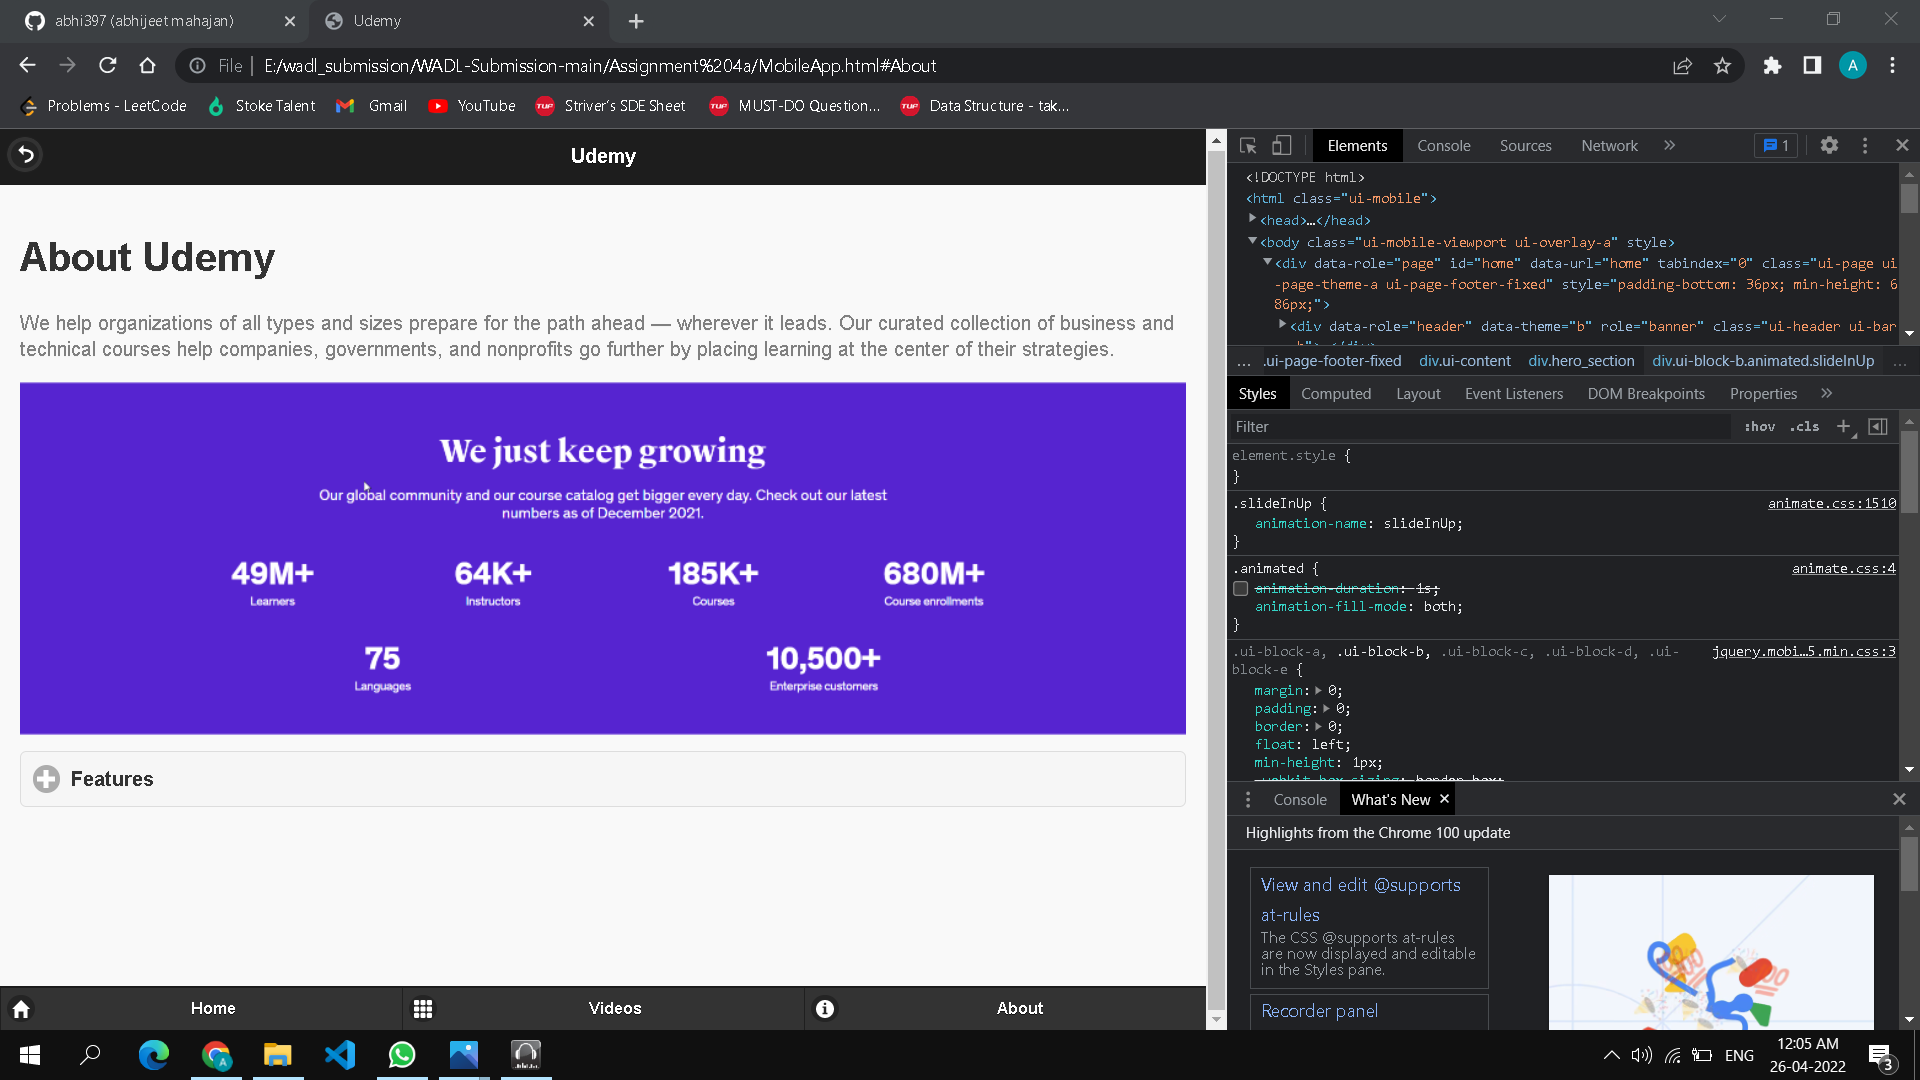 abhi397 (abhijeet mahajan)
Udemy
File
E:/wadl_submission/WADL-Submission-main/Assignment%204a/MobileApp.html#About
A
Problems - LeetCode
Stoke Talent
Gmail
YouTube
Striver's SDE Sheet
MUST-DO Question...
Data Structure - tak...
Udemy
About Udemy
We help organizations of all types and sizes prepare for the path ahead — wherever it leads. Our curated collection of business and
technical courses help companies, governments, and nonprofits go further by placing learning at the center of their strategies.
We just keep growing
Our global community and our course catalog get bigger every day. Check out our latest
numbers as of December 2021.
49M+ 64K+ 185K+ 680M+
Learners Instructors Courses Course enrollments
75 10,500+
Languages Enterprise customers
Features
Home
Videos
About
Elements Console Sources Network » 1
<!DOCTYPE html>
<html class="ui-mobile">
<head>…</head>
<body class="ui-mobile-viewport ui-overlay-a" style>
<div data-role="page" id="home" data-url="home" tabindex="0" class="ui-page ui
-page-theme-a ui-page-footer-fixed" style="padding-bottom: 36px; min-height: 6
86px;">
<div data-role="header" data-theme="b" role="banner" class="ui-header ui-bar
... .ui-page-footer-fixed div.ui-content div.hero_section div.ui-block-b.animated.slideInUp ...
Styles Computed Layout Event Listeners DOM Breakpoints Properties »
Filter :hov .cls
element.style {
}
.slideInUp { animate.css:1510
animation-name: slideInUp;
}
.animated { animate.css:4
animation-duration: 1s;
animation-fill-mode: both;
}
.ui-block-a, .ui-block-b, .ui-block-c, .ui-block-d, .ui- jquery.mobi…5.min.css:3
block-e {
margin: 0;
padding: 0;
border: 0;
float: left;
min-height: 1px;
-webkit-box-sizing: border-box;
Console What's New
Highlights from the Chrome 100 update
View and edit @supports
at-rules
The CSS @supports at-rules
are now displayed and editable
in the Styles pane.
Recorder panel
ENG
12:05 AM
26-04-2022
3